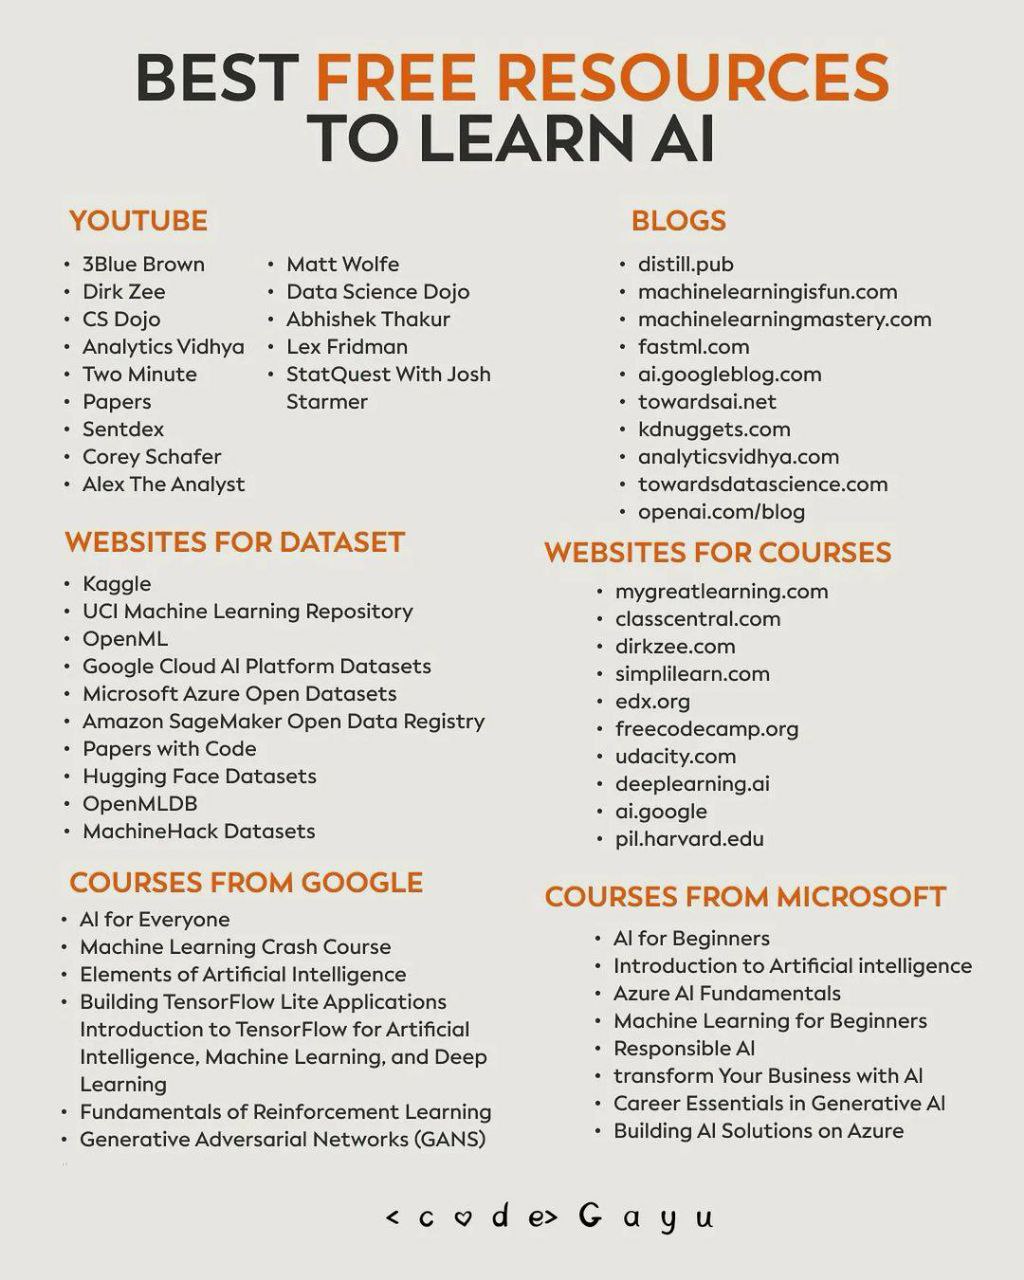 BEST FREE RESOURCES
TO LEARN AI
YOUTUBE
• 3Blue Brown
• Dirk Zee
• CS Dojo
• Analytics Vidhya
• Two Minute
• Papers
• Sentdex
• Corey Schafer
• Alex The Analyst
• Matt Wolfe
• Data Science Dojo
• Abhishek Thakur
• Lex Fridman
• StatQuest With Josh
Starmer
BLOGS
• distill.pub
• machinelearningisfun.com
• machinelearningmastery.com
• fastml.com
• ai.googleblog.com
• towardsai.net
• kdnuggets.com
• analyticsvidhya.com
• towardsdatascience.com
• openai.com/blog
WEBSITES FOR DATASET
• Kaggle
• UCI Machine Learning Repository
• OpenML
• Google Cloud AI Platform Datasets
• Microsoft Azure Open Datasets
• Amazon SageMaker Open Data Registry
• Papers with Code
• Hugging Face Datasets
• OpenMLDB
• MachineHack Datasets
WEBSITES FOR COURSES
• mygreatlearning.com
• classcentral.com
• dirkzee.com
• simplilearn.com
• edx.org
• freecodecamp.org
• udacity.com
• deeplearning.ai
• ai.google
• pil.harvard.edu
COURSES FROM GOOGLE
• AI for Everyone
• Machine Learning Crash Course
• Elements of Artificial Intelligence
• Building TensorFlow Lite Applications
Introduction to TensorFlow for Artificial
Intelligence, Machine Learning, and Deep
Learning
• Fundamentals of Reinforcement Learning
• Generative Adversarial Networks (GANS)
COURSES FROM MICROSOFT
• AI for Beginners
• Introduction to Artificial intelligence
• Azure AI Fundamentals
• Machine Learning for Beginners
• Responsible AI
• transform Your Business with AI
• Career Essentials in Generative AI
• Building AI Solutions on Azure
<c♡de> Gayu